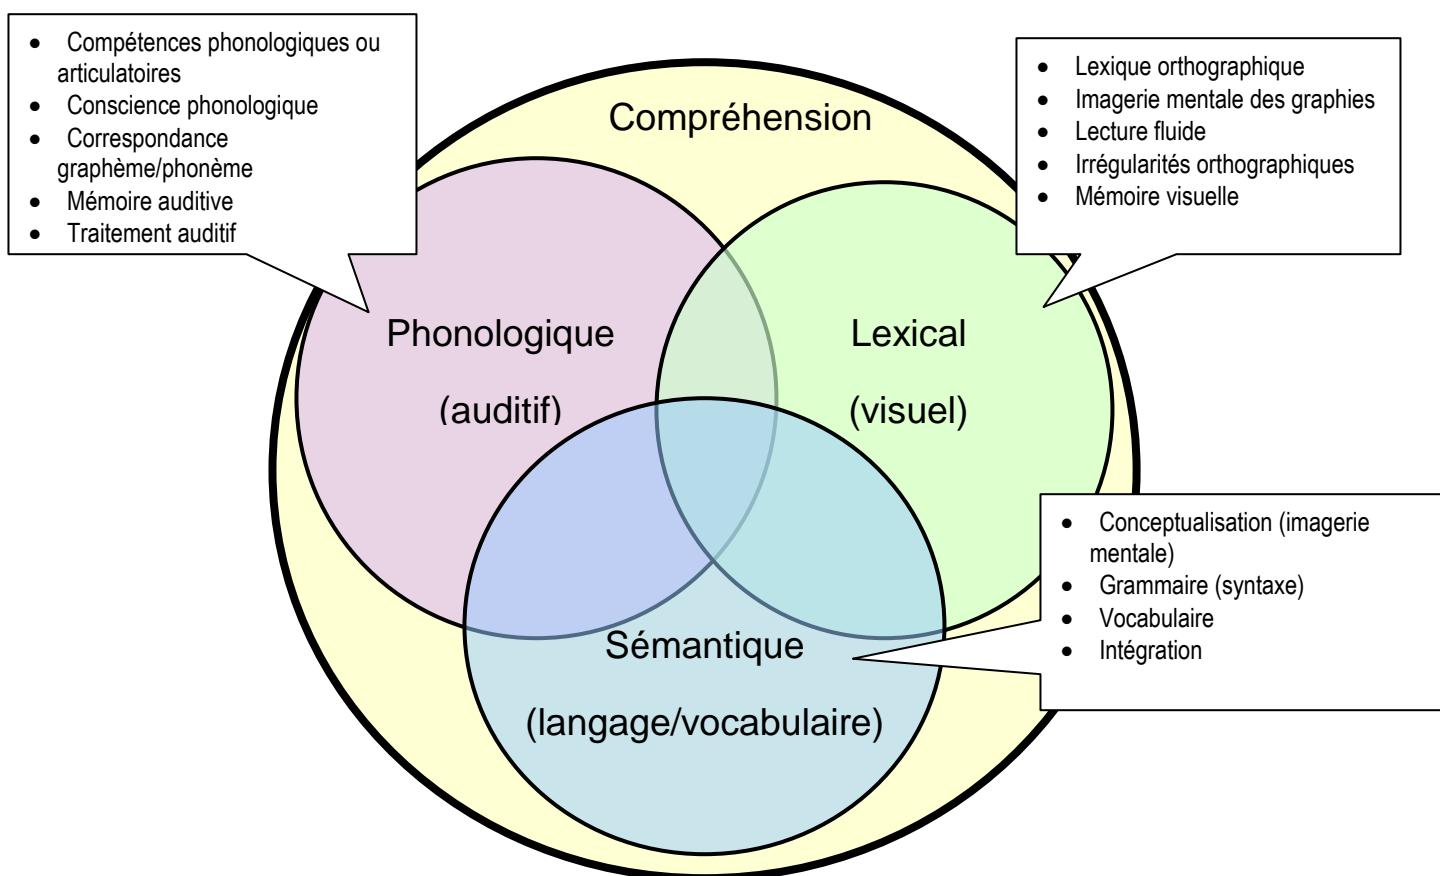 • Compétences phonologiques ou
articulatoires
• Conscience phonologique
• Correspondance
graphème/phonème
• Mémoire auditive
• Traitement auditif
• Lexique orthographique
• Imagerie mentale des graphies
• Lecture fluide
• Irrégularités orthographiques
• Mémoire visuelle
Compréhension
Phonologique
(auditif)
Lexical
(visuel)
• Conceptualisation (imagerie
mentale)
• Grammaire (syntaxe)
• Vocabulaire
• Intégration
Sémantique
(langage/vocabulaire)